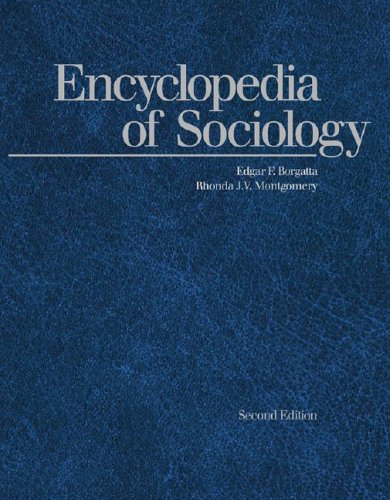 Encyclopedia
of Sociology
Edgar F. Borgatta
Rhonda J.V. Montgomery
Second Edition